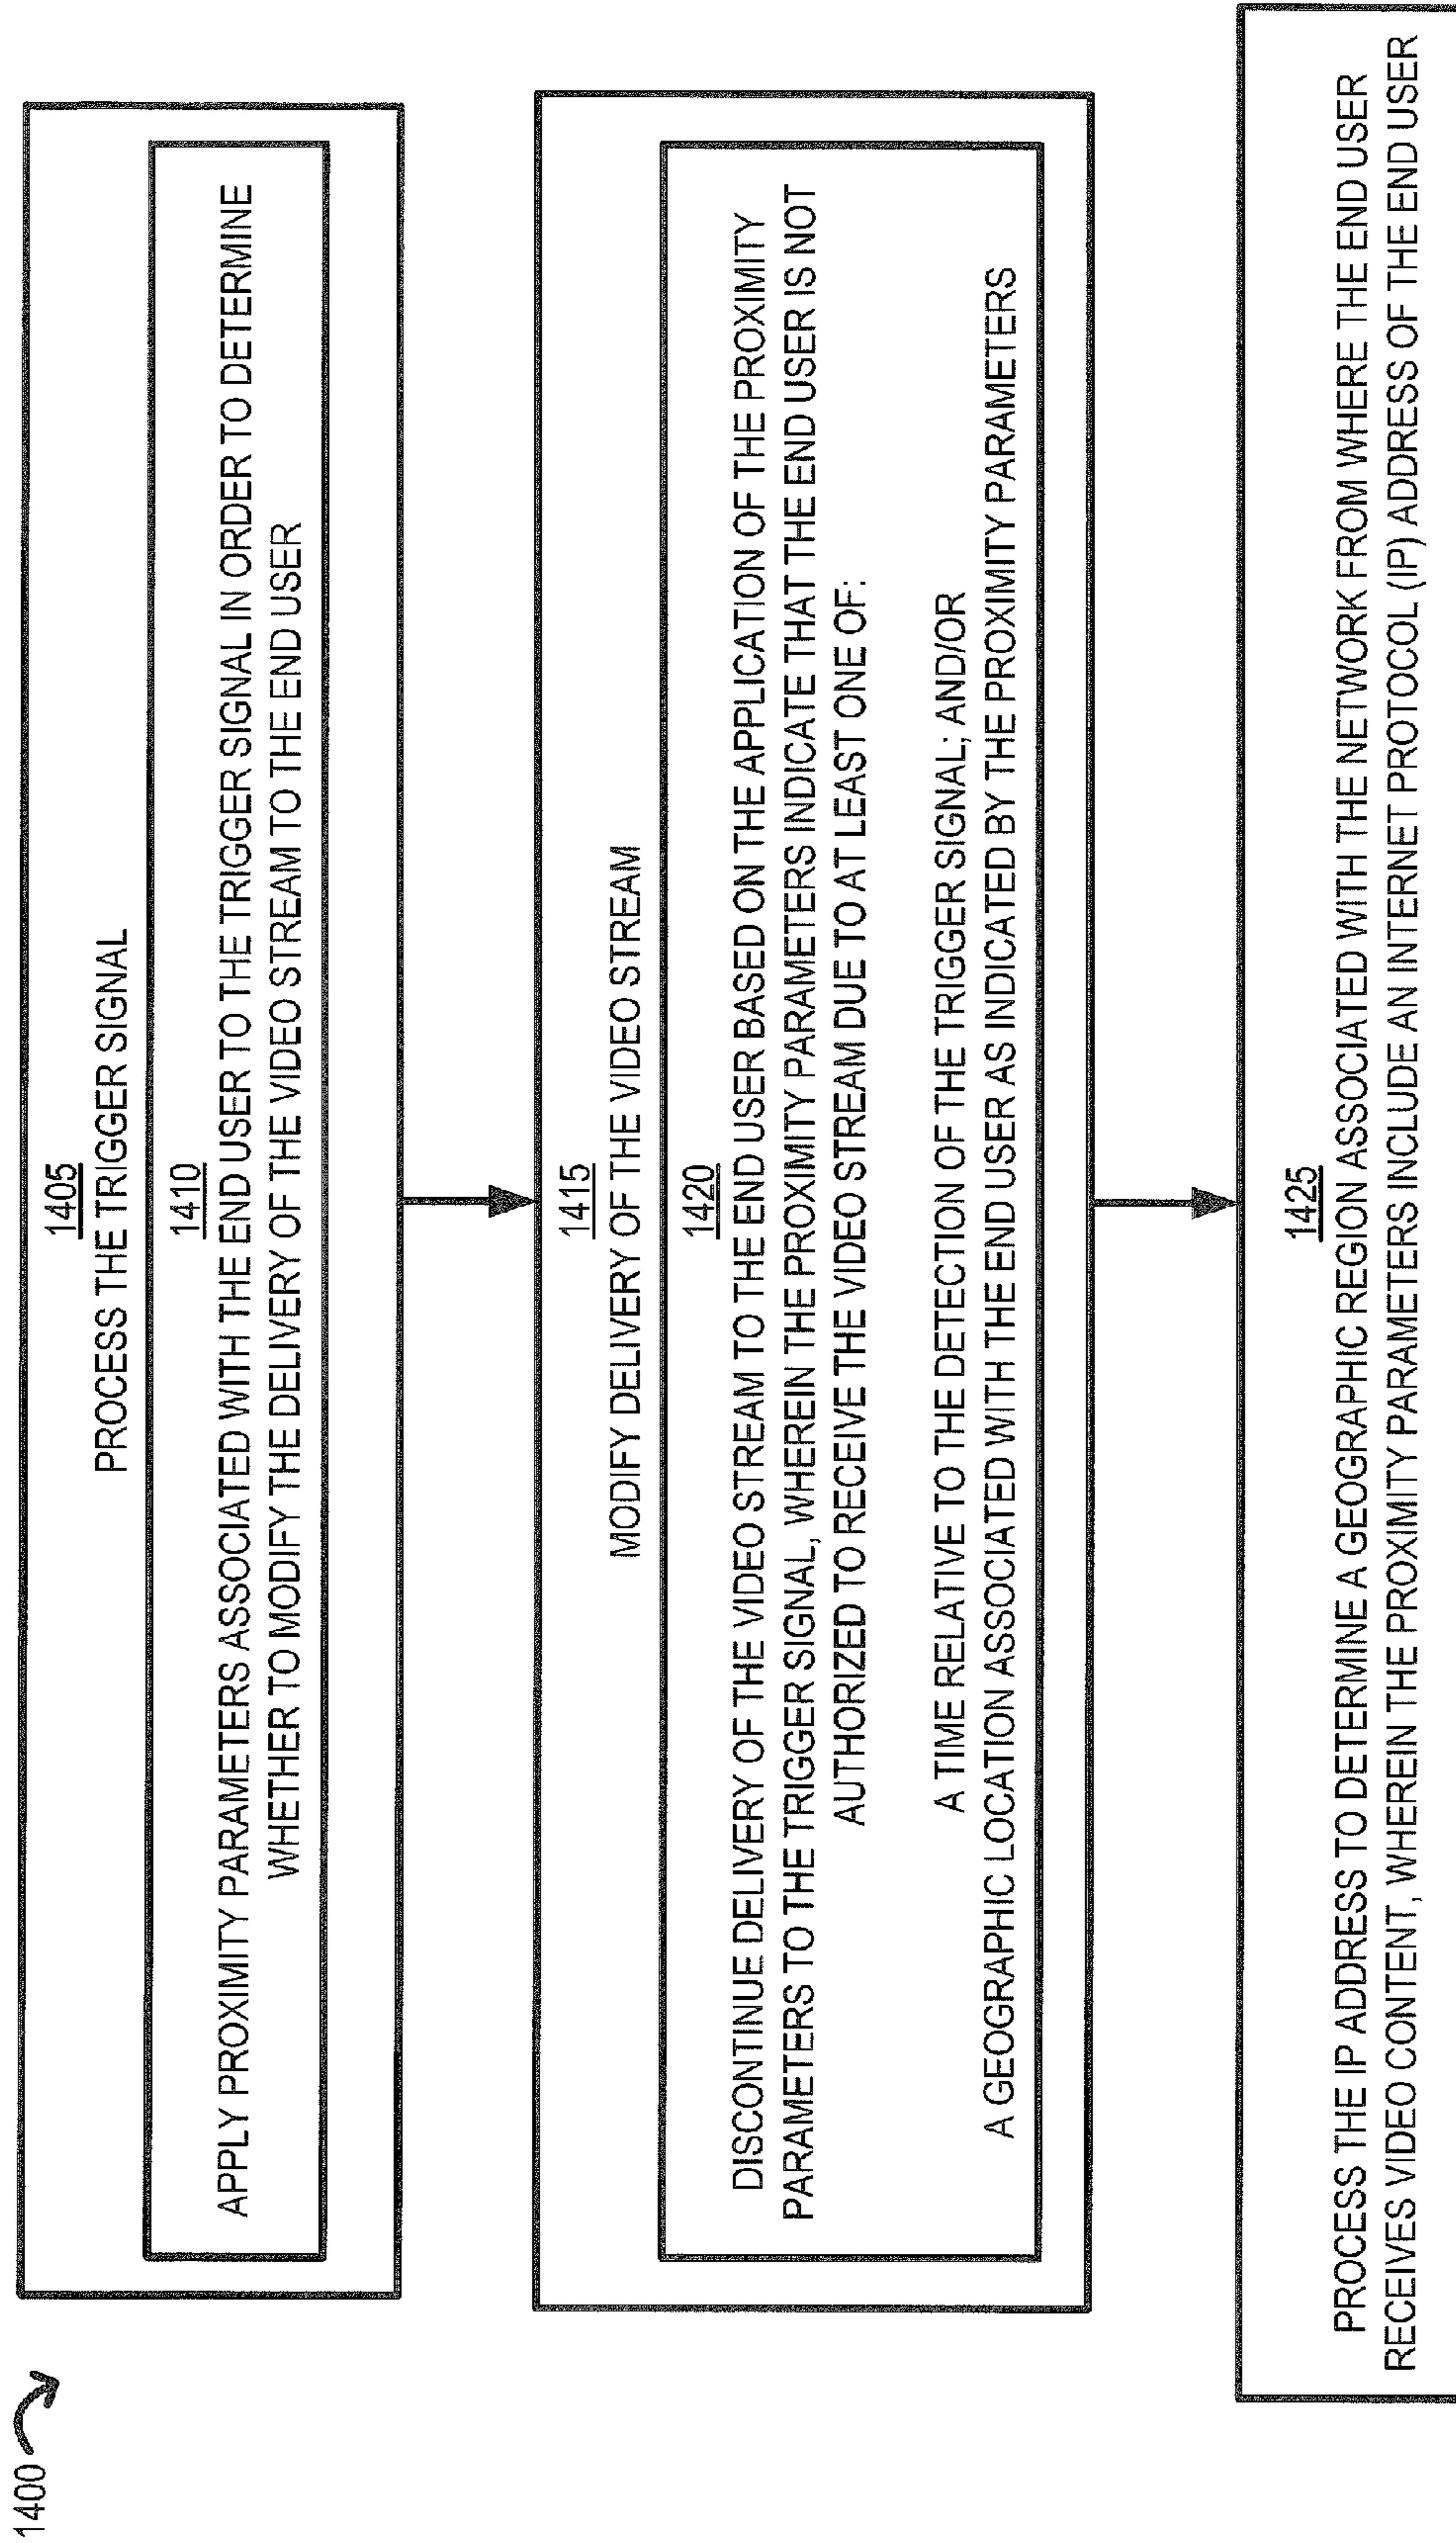 1400
1405
PROCESS THE TRIGGER SIGNAL
1410
APPLY PROXIMITY PARAMETERS ASSOCIATED WITH THE END USER TO THE TRIGGER SIGNAL IN ORDER TO DETERMINE
WHETHER TO MODIFY THE DELIVERY OF THE VIDEO STREAM TO THE END USER
1415
MODIFY DELIVERY OF THE VIDEO STREAM
1420
DISCONTINUE DELIVERY OF THE VIDEO STREAM TO THE END USER BASED ON THE APPLICATION OF THE PROXIMITY
PARAMETERS TO THE TRIGGER SIGNAL, WHEREIN THE PROXIMITY PARAMETERS INDICATE THAT THE END USER IS NOT
AUTHORIZED TO RECEIVE THE VIDEO STREAM DUE TO AT LEAST ONE OF:
A TIME RELATIVE TO THE DETECTION OF THE TRIGGER SIGNAL; AND/OR
A GEOGRAPHIC LOCATION ASSOCIATED WITH THE END USER AS INDICATED BY THE PROXIMITY PARAMETERS
1425
PROCESS THE IP ADDRESS TO DETERMINE A GEOGRAPHIC REGION ASSOCIATED WITH THE NETWORK FROM WHERE THE END USER
RECEIVES VIDEO CONTENT, WHEREIN THE PROXIMITY PARAMETERS INCLUDE AN INTERNET PROTOCOL (IP) ADDRESS OF THE END USER